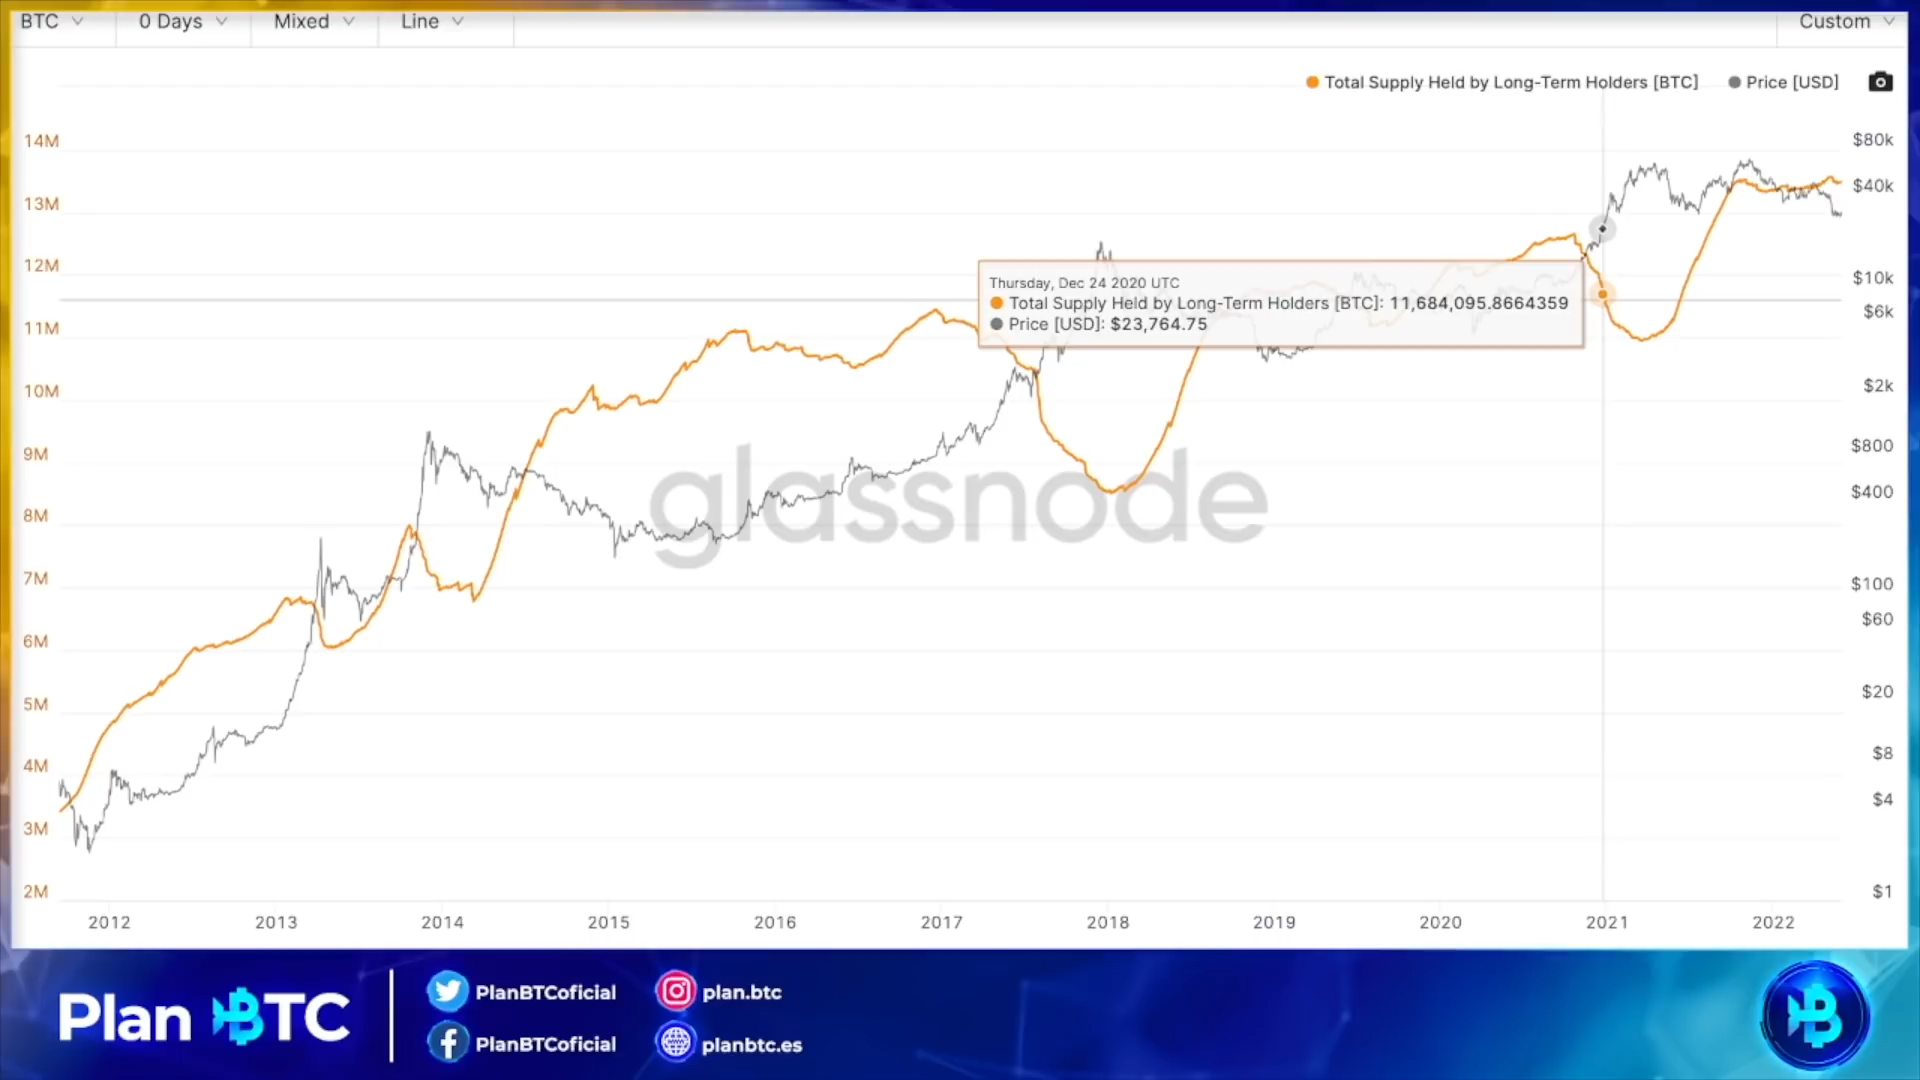 BTC 0 Days Mixed Line Custom
Total Supply Held by Long-Term Holders [BTC] Price [USD]
14M
13M
12M
11M
10M
9M
8M
7M
6M
5M
4M
3M
2M
Thursday, Dec 24 2020 UTC
Total Supply Held by Long-Term Holders [BTC]: 11,684,095.8664359
Price [USD]: $23,764.75
glassnode
$80k
$40k
$10k
$6k
$2k
$800
$400
$100
$60
$20
$8
$4
$1
2012 2013 2014 2015 2016 2017 2018 2019 2020 2021 2022
Plan BTC
PlanBTCoficial
plan.btc
PlanBTCoficial
planbtc.es